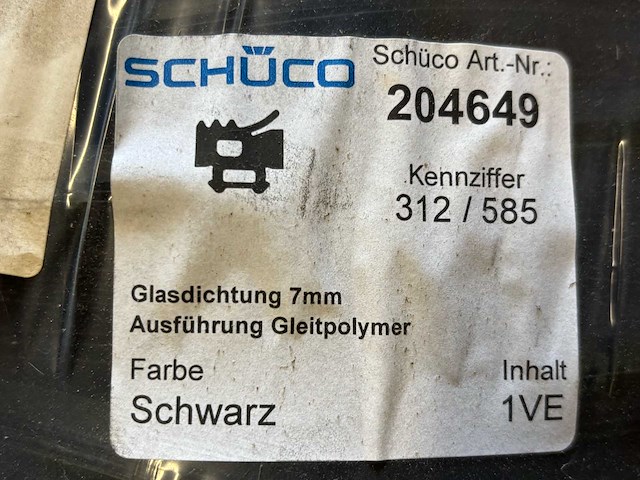 SCHÜCO
Schüco Art.-Nr.:
204649
Kennziffer
312 / 585
Glasdichtung 7mm
Ausführung Gleitpolymer
Farbe
Inhalt
Schwarz
1VE